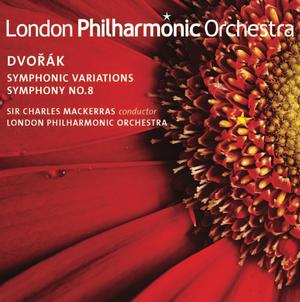 London Philharmonic Orchestra
DVOŘÁK
SYMPHONIC VARIATIONS
SYMPHONY NO.8
SIR CHARLES MACKERRAS conductor
LONDON PHILHARMONIC ORCHESTRA